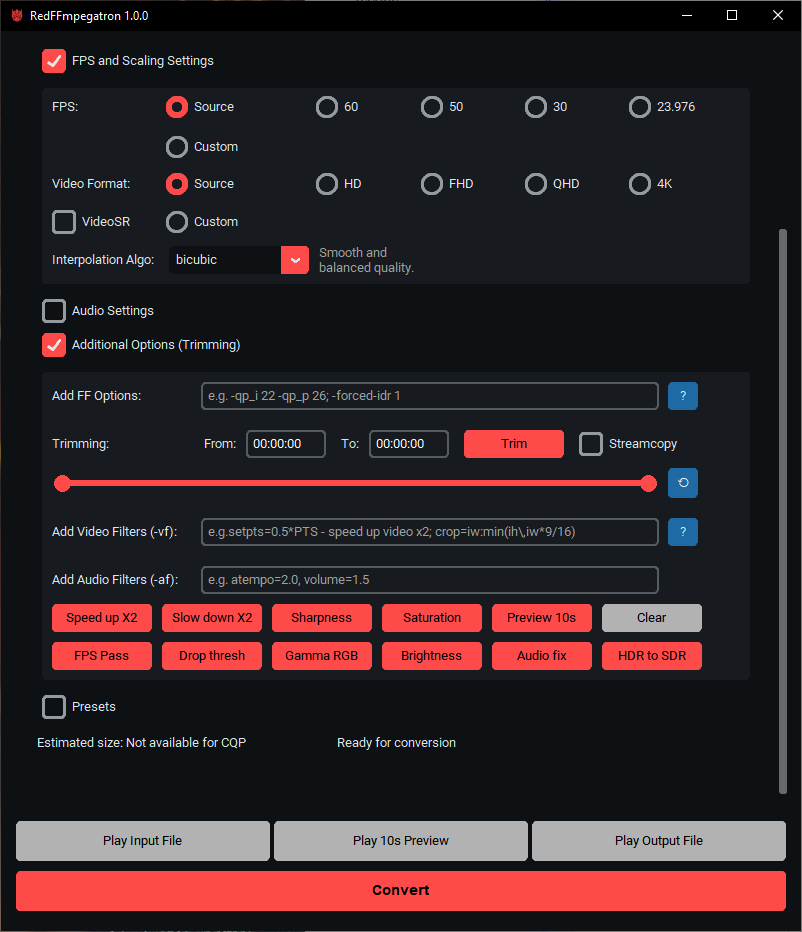 RedFFmpegatron 1.0.0
FPS and Scaling Settings
FPS: Source 60 50 30 23.976
Custom
Video Format: Source HD FHD QHD 4K
VideoSR Custom
Interpolation Algo: bicubic Smooth and
balanced quality.
Audio Settings
Additional Options (Trimming)
Add FF Options: e.g. -qp_i 22 -qp_p 26; -forced-idr 1 ?
Trimming: From: 00:00:00 To: 00:00:00 Trim Streamcopy
Add Video Filters (-vf): e.g.setpts=0.5*PTS - speed up video x2; crop=iw:min(ih\,iw*9/16) ?
Add Audio Filters (-af): e.g. atempo=2.0, volume=1.5
Speed up X2 Slow down X2 Sharpness Saturation Preview 10s Clear
FPS Pass Drop thresh Gamma RGB Brightness Audio fix HDR to SDR
Presets
Estimated size: Not available for CQP Ready for conversion
Play Input File Play 10s Preview Play Output File
Convert